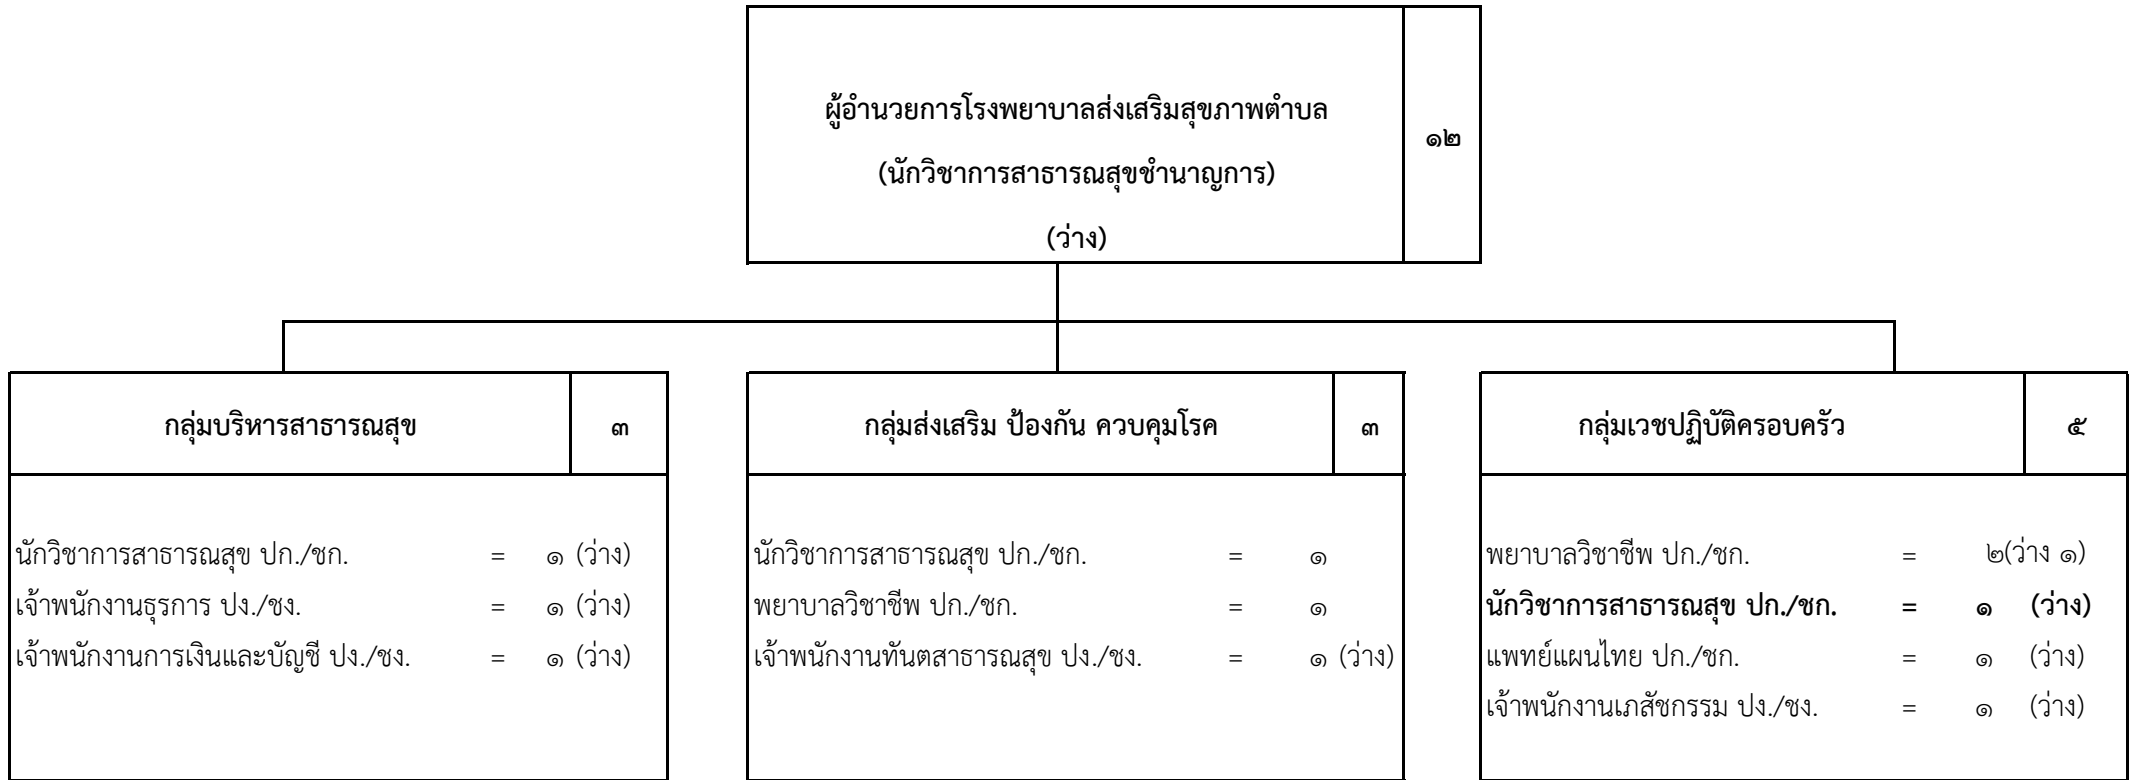 ผู้อำนวยการโรงพยาบาลส่งเสริมสุขภาพตำบล
(นักวิชาการสาธารณสุขชำนาญการ)
(ว่าง)
๑๒
กลุ่มบริหารสาธารณสุข ๓
นักวิชาการสาธารณสุข ปก./ชก. = ๑ (ว่าง)
เจ้าพนักงานธุรการ ปง./ชง. = ๑ (ว่าง)
เจ้าพนักงานการเงินและบัญชี ปง./ชง. = ๑ (ว่าง)
กลุ่มส่งเสริม ป้องกัน ควบคุมโรค ๓
นักวิชาการสาธารณสุข ปก./ชก. = ๑
พยาบาลวิชาชีพ ปก./ชก. = ๑
เจ้าพนักงานทันตสาธารณสุข ปง./ชง. = ๑ (ว่าง)
กลุ่มเวชปฏิบัติครอบครัว ๕
พยาบาลวิชาชีพ ปก./ชก. = ๒(ว่าง ๑)
นักวิชาการสาธารณสุข ปก./ชก. = ๑ (ว่าง)
แพทย์แผนไทย ปก./ชก. = ๑ (ว่าง)
เจ้าพนักงานเภสัชกรรม ปง./ชง. = ๑ (ว่าง)